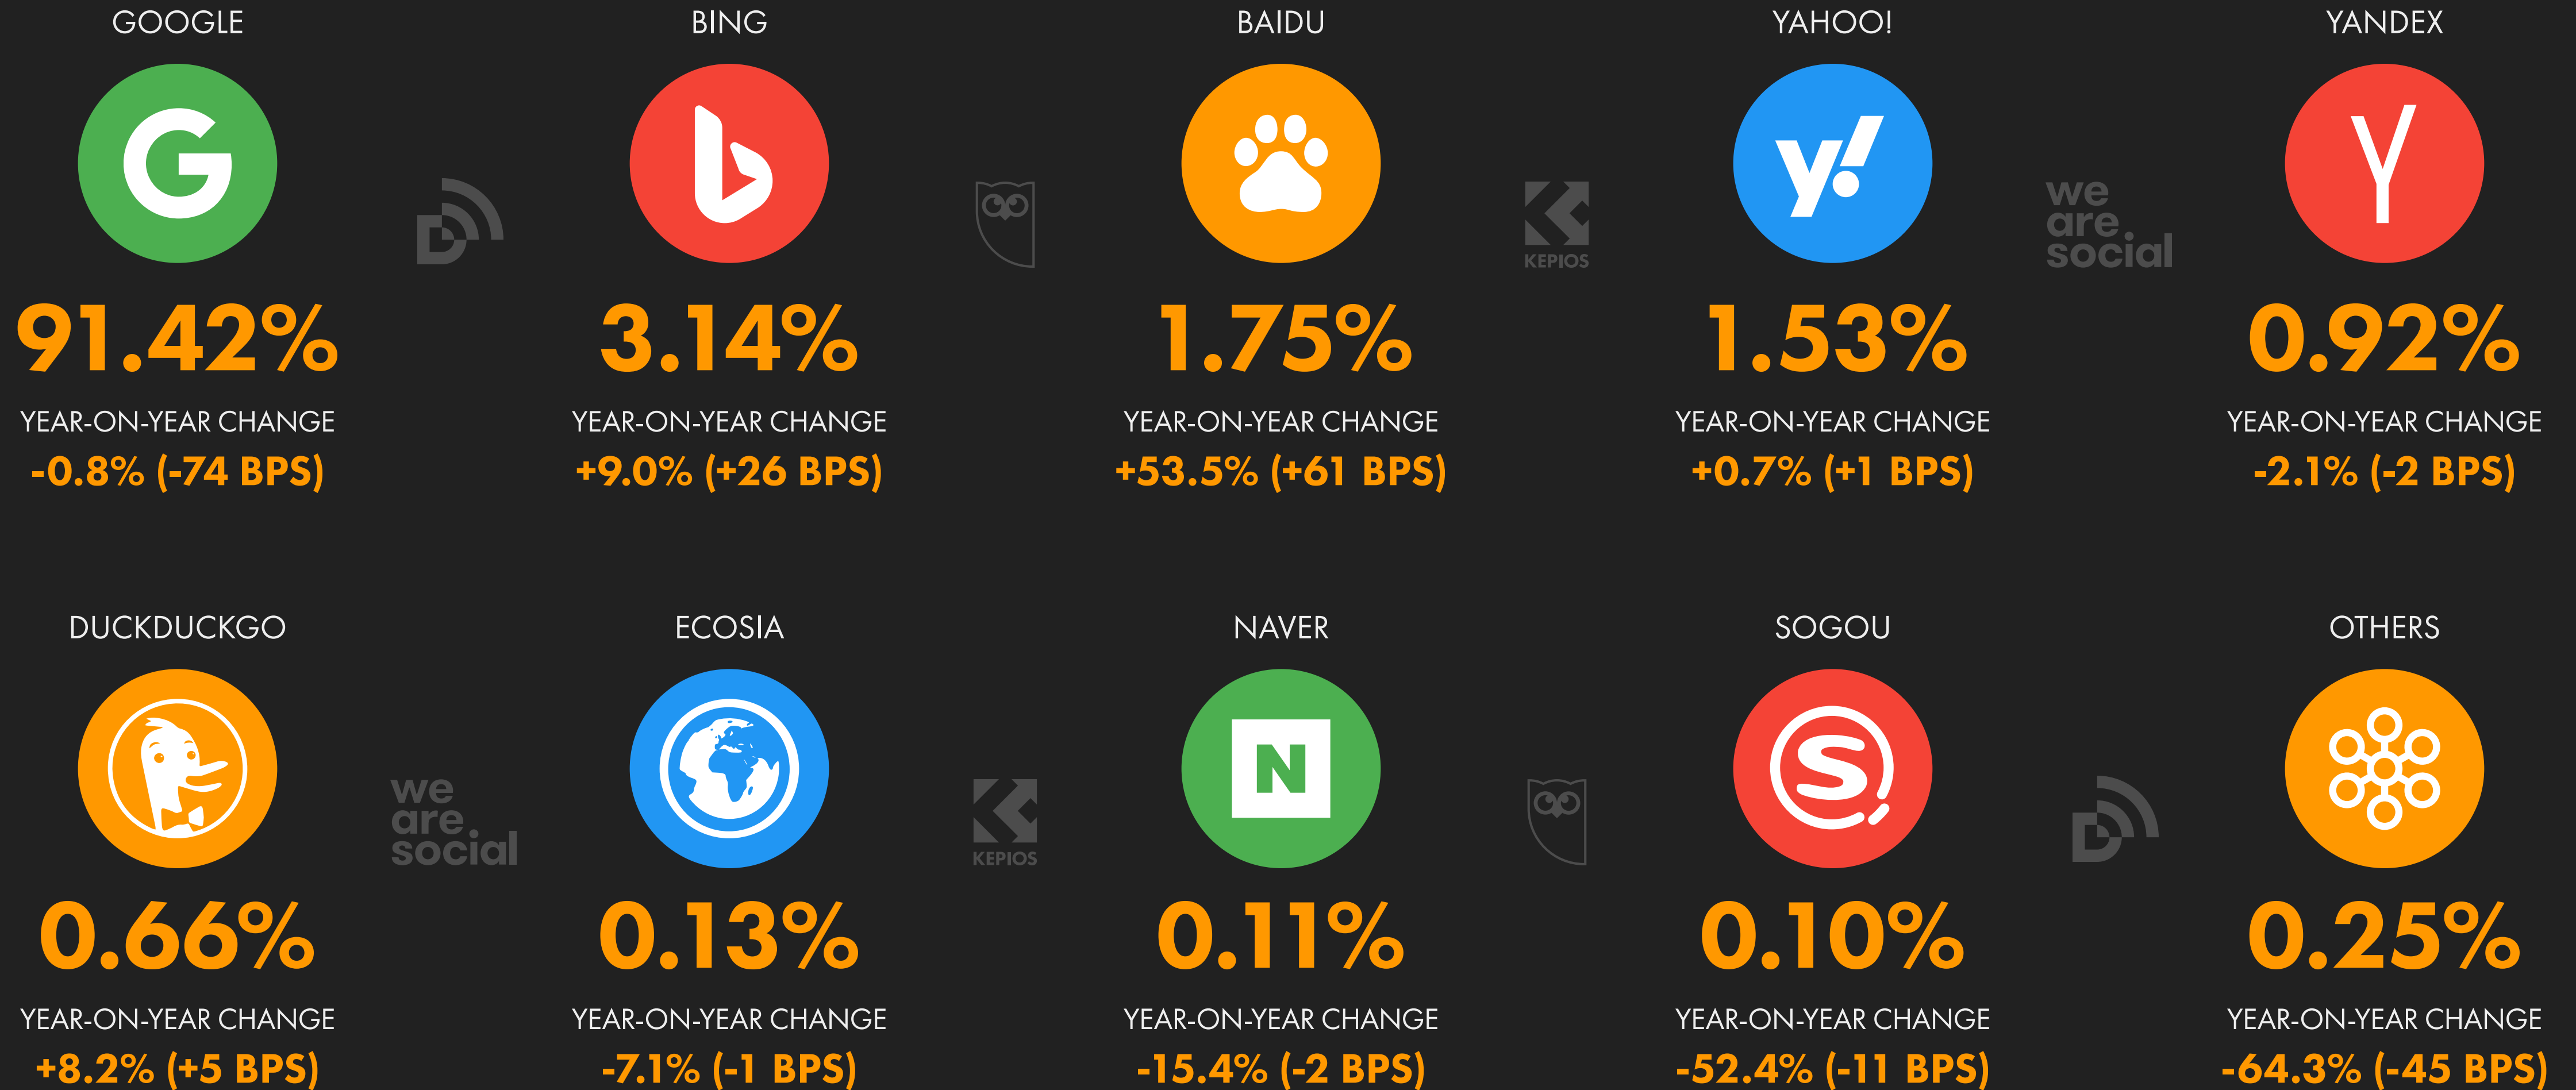 GOOGLE
BING
BAIDU
YAHOO!
YANDEX
KEPIOS
we
are
social
91.42%
3.14%
1.75%
1.53%
0.92%
YEAR-ON-YEAR CHANGE
YEAR-ON-YEAR CHANGE
YEAR-ON-YEAR CHANGE
YEAR-ON-YEAR CHANGE
YEAR-ON-YEAR CHANGE
-0.8% (-74 BPS)
+9.0% (+26 BPS)
+53.5% (+61 BPS)
+0.7% (+1 BPS)
-2.1% (-2 BPS)
DUCKDUCKGO
ECOSIA
NAVER
SOGOU
OTHERS
we
are
social
KEPIOS
N
S
0.66%
0.13%
0.11%
0.10%
0.25%
YEAR-ON-YEAR CHANGE
YEAR-ON-YEAR CHANGE
YEAR-ON-YEAR CHANGE
YEAR-ON-YEAR CHANGE
YEAR-ON-YEAR CHANGE
+8.2% (+5 BPS)
-7.1% (-1 BPS)
-15.4% (-2 BPS)
-52.4% (-11 BPS)
-64.3% (-45 BPS)